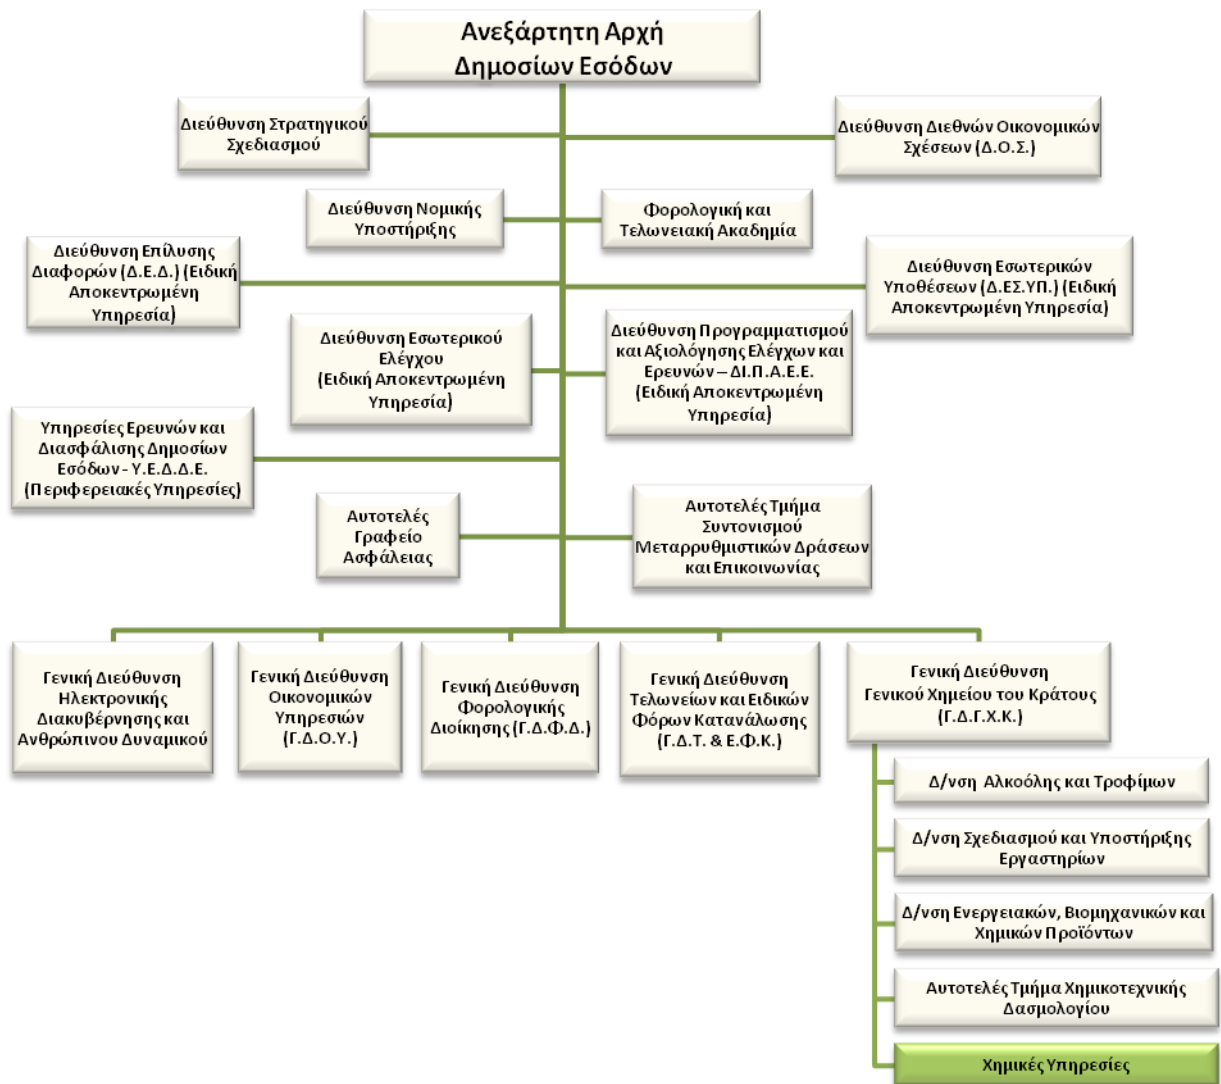 Ανεξάρτητη Αρχή
Δημοσίων Εσόδων
Διεύθυνση Στρατηγικού
Σχεδιασμού
Διεύθυνση Διεθνών Οικονομικών
Σχέσεων (Δ.Ο.Σ.)
Διεύθυνση Νομικής
Υποστήριξης
Φορολογική και
Τελωνειακή Ακαδημία
Διεύθυνση Επίλυσης
Διαφορών (Δ.Ε.Δ.) (Ειδική
Αποκεντρωμένη
Υπηρεσία)
Διεύθυνση Εσωτερικών
Υποθέσεων (Δ.ΕΣ.ΥΠ.) (Ειδική
Αποκεντρωμένη Υπηρεσία)
Διεύθυνση Εσωτερικού
Ελέγχου
(Ειδική Αποκεντρωμένη
Υπηρεσία)
Διεύθυνση Προγραμματισμού
και Αξιολόγησης Ελέγχων και
Ερευνών – ΔΙ.Π.Α.Ε.Ε.
(Ειδική Αποκεντρωμένη
Υπηρεσία)
Υπηρεσίες Ερευνών και
Διασφάλισης Δημοσίων
Εσόδων - Υ.Ε.Δ.Δ.Ε.
(Περιφερειακές Υπηρεσίες)
Αυτοτελές
Γραφείο
Ασφάλειας
Αυτοτελές Τμήμα
Συντονισμού
Μεταρρυθμιστικών Δράσεων
και Επικοινωνίας
Γενική Διεύθυνση
Ηλεκτρονικής
Διακυβέρνησης και
Ανθρώπινου Δυναμικού
Γενική Διεύθυνση
Οικονομικών
Υπηρεσιών
(Γ.Δ.Ο.Υ.)
Γενική Διεύθυνση
Φορολογικής
Διοίκησης (Γ.Δ.Φ.Δ.)
Γενική Διεύθυνση
Τελωνείων και Ειδικών
Φόρων Κατανάλωσης
(Γ.Δ.Τ. & Ε.Φ.Κ.)
Γενική Διεύθυνση
Γενικού Χημείου του Κράτους
(Γ.Δ.Γ.Χ.Κ.)
Δ/νση Αλκοόλης και Τροφίμων
Δ/νση Σχεδιασμού και Υποστήριξης
Εργαστηρίων
Δ/νση Ενεργειακών, Βιομηχανικών και
Χημικών Προϊόντων
Αυτοτελές Τμήμα Χημικοτεχνικής
Δασμολογίου
Χημικές Υπηρεσίες